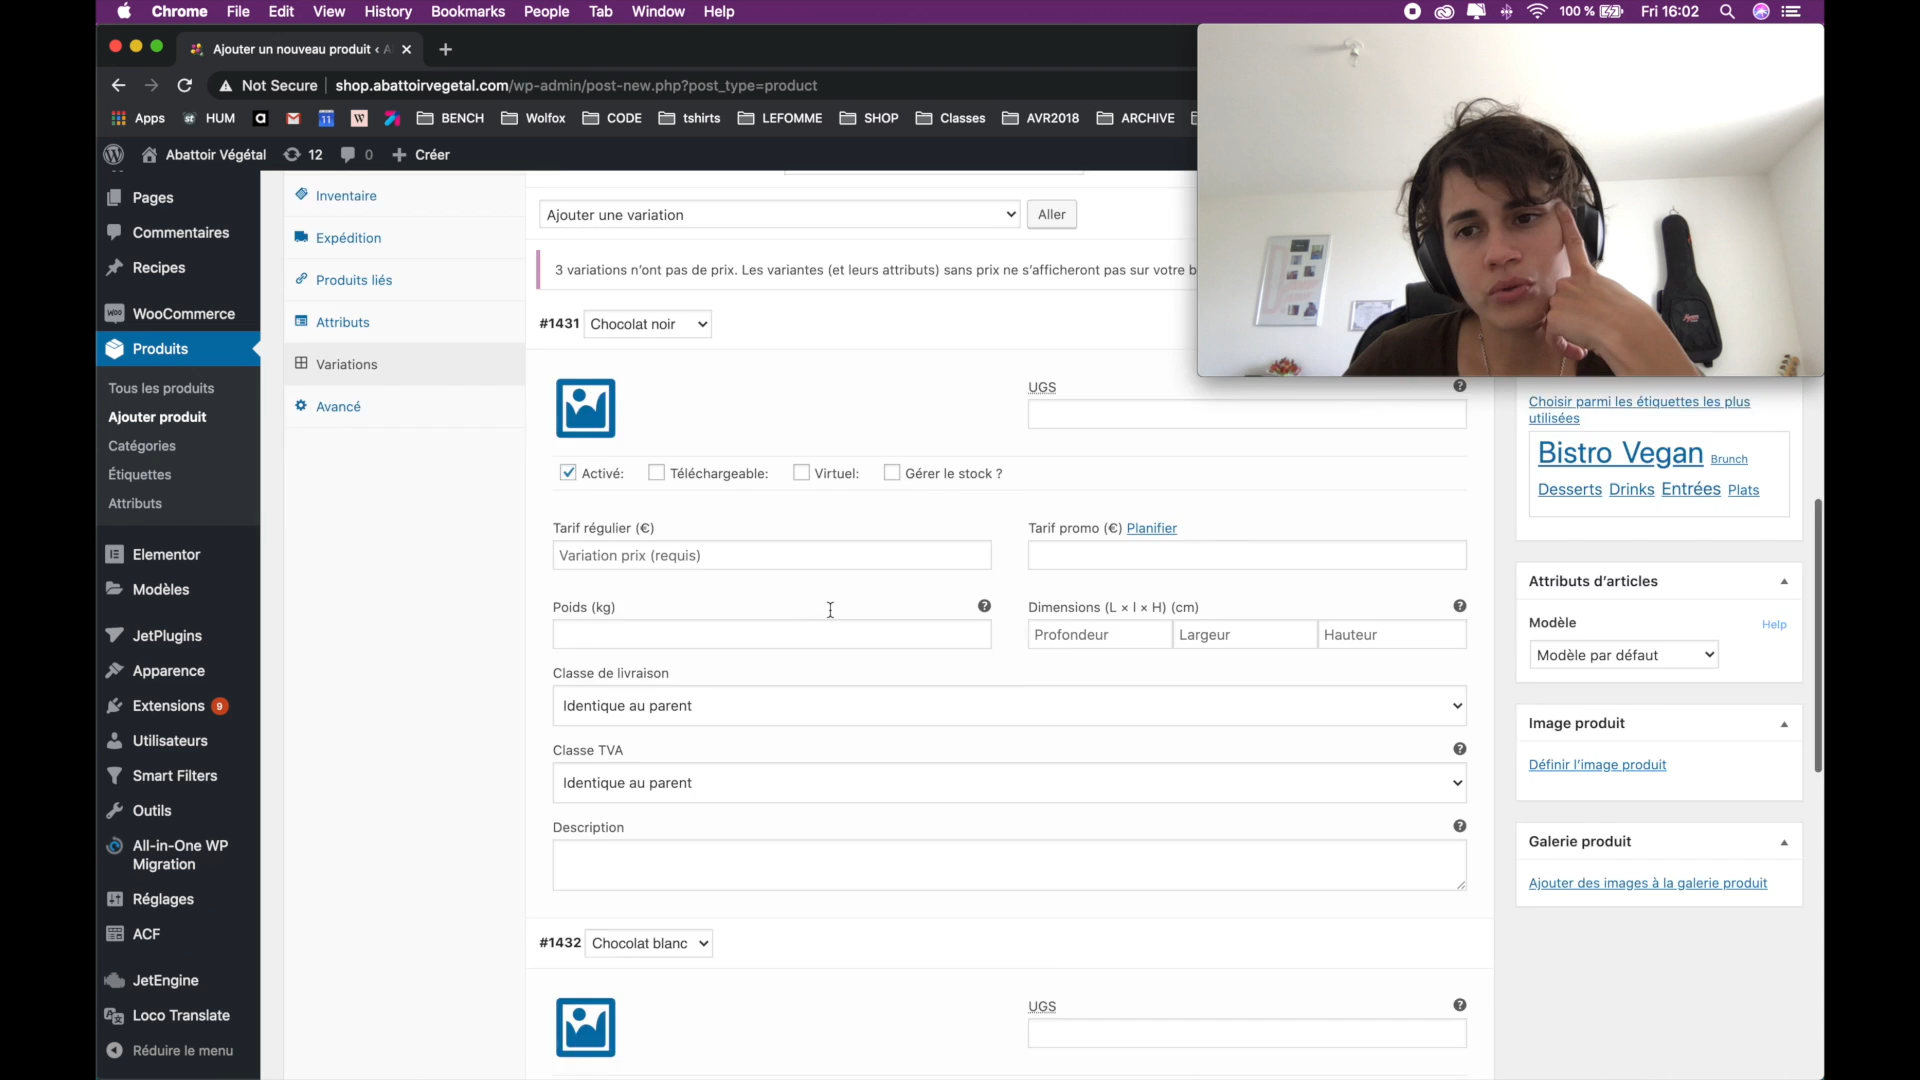 Chrome File Edit View History Bookmarks People Tab Window Help
100 % Fri 16:02
Ajouter un nouveau produit ‹ A
Not Secure shop.abattoirvegetal.com/wp-admin/post-new.php?post_type=product
Apps HUM BENCH Wolfox CODE tshirts LEFOMME SHOP Classes AVR2018 ARCHIVE
Abattoir Végétal 12 0 Créer
Pages
Commentaires
Recipes
WooCommerce
Produits
Tous les produits
Ajouter produit
Catégories
Étiquettes
Attributs
Elementor
Modèles
JetPlugins
Apparence
Extensions 9
Utilisateurs
Smart Filters
Outils
All-in-One WP
Migration
Réglages
ACF
JetEngine
Loco Translate
Réduire le menu
Inventaire
Expédition
Produits liés
Attributs
Variations
Avancé
Ajouter une variation Aller
3 variations n’ont pas de prix. Les variantes (et leurs attributs) sans prix ne s’afficheront pas sur votre b
#1431 Chocolat noir
UGS
Activé: Téléchargeable: Virtuel: Gérer le stock ?
Tarif régulier (€) Tarif promo (€) Planifier
Variation prix (requis)
Poids (kg) Dimensions (L × l × H) (cm)
Profondeur Largeur Hauteur
Classe de livraison
Identique au parent
Classe TVA
Identique au parent
Description
#1432 Chocolat blanc
UGS
Choisir parmi les étiquettes les plus
utilisées
Bistro Vegan Brunch
Desserts Drinks Entrées Plats
Attributs d’articles
Modèle Help
Modèle par défaut
Image produit
Définir l’image produit
Galerie produit
Ajouter des images à la galerie produit